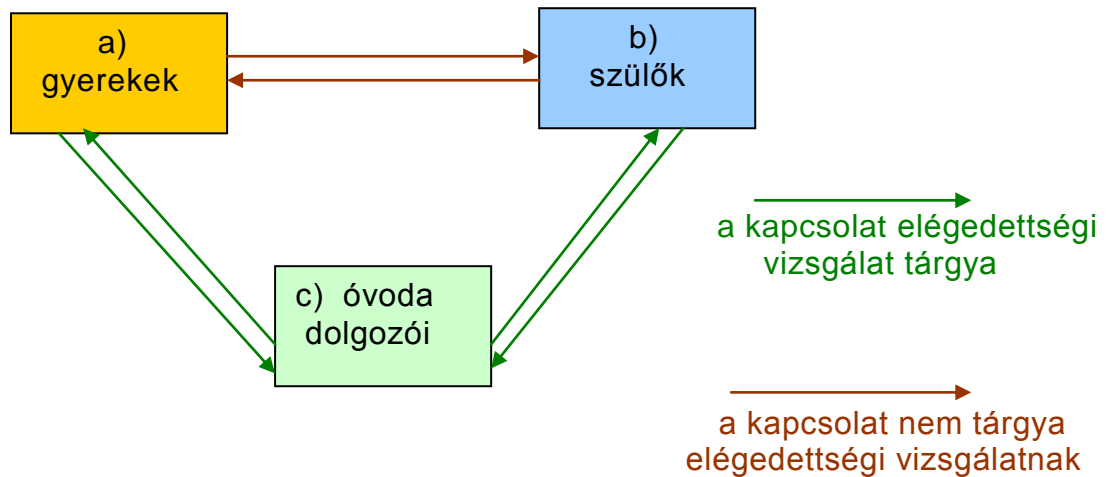 a)
gyerekek
b)
szülők
c) óvoda
dolgozói
a kapcsolat elégedettségi
vizsgálat tárgya
a kapcsolat nem tárgya
elégedettségi vizsgálatnak